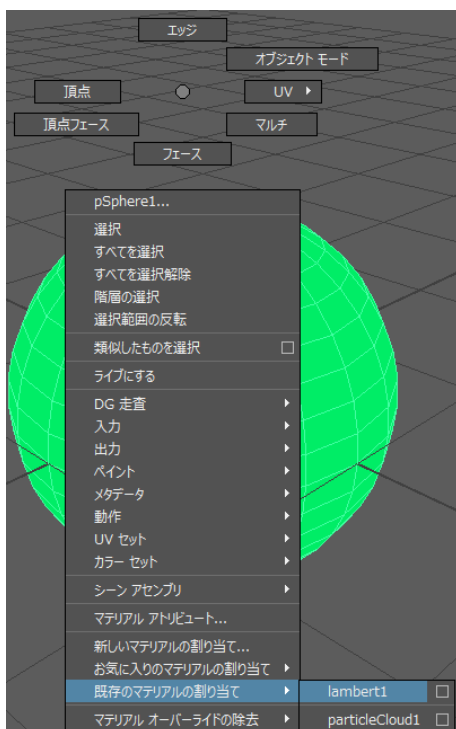 エッジ
オブジェクト モード
頂点
UV
頂点フェース
マルチ
フェース
pSphere1...
選択
すべてを選択
すべてを選択解除
階層の選択
選択範囲の反転
類似したものを選択
ライブにする
DG 走査
入力
出力
ペイント
メタデータ
動作
UV セット
カラー セット
シーン アセンブリ
マテリアル アトリビュート...
新しいマテリアルの割り当て...
お気に入りのマテリアルの割り当て
既存のマテリアルの割り当て
lambert1
マテリアル オーバーライドの除去
particleCloud1